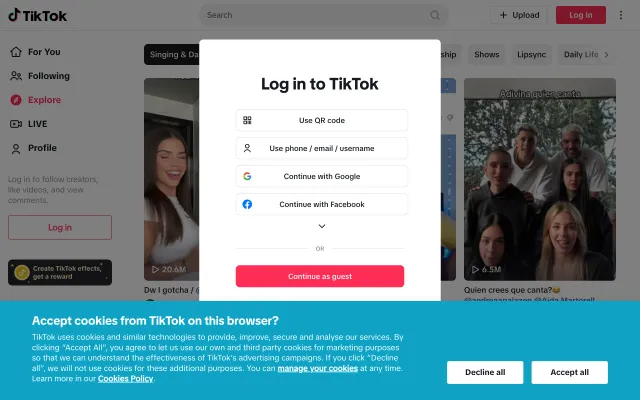 TikTok
Search
+ Upload
Log in
For You
Following
Explore
LIVE
Profile
Log in to follow creators,
like videos, and view
comments.
Log in
Create TikTok effects,
get a reward
Singing & Da
Shows
Lipsync
Daily Life
Log in to TikTok
Use QR code
Use phone / email / username
Continue with Google
Continue with Facebook
OR
Continue as guest
20.6M
Dw I gotcha /
Adivina quien canta
6.5M
Quien crees que canta?😂
Accept cookies from TikTok on this browser?
TikTok uses cookies and similar technologies to provide, improve, secure and analyse our services. By
clicking "Accept All", you agree to let us use our own and third party cookies for marketing purposes
so that we can understand the effectiveness of TikTok's advertising campaigns. If you click "Decline
all", we will not use cookies for these additional purposes. You can manage your cookies at any time.
Learn more in our Cookies Policy.
Decline all
Accept all